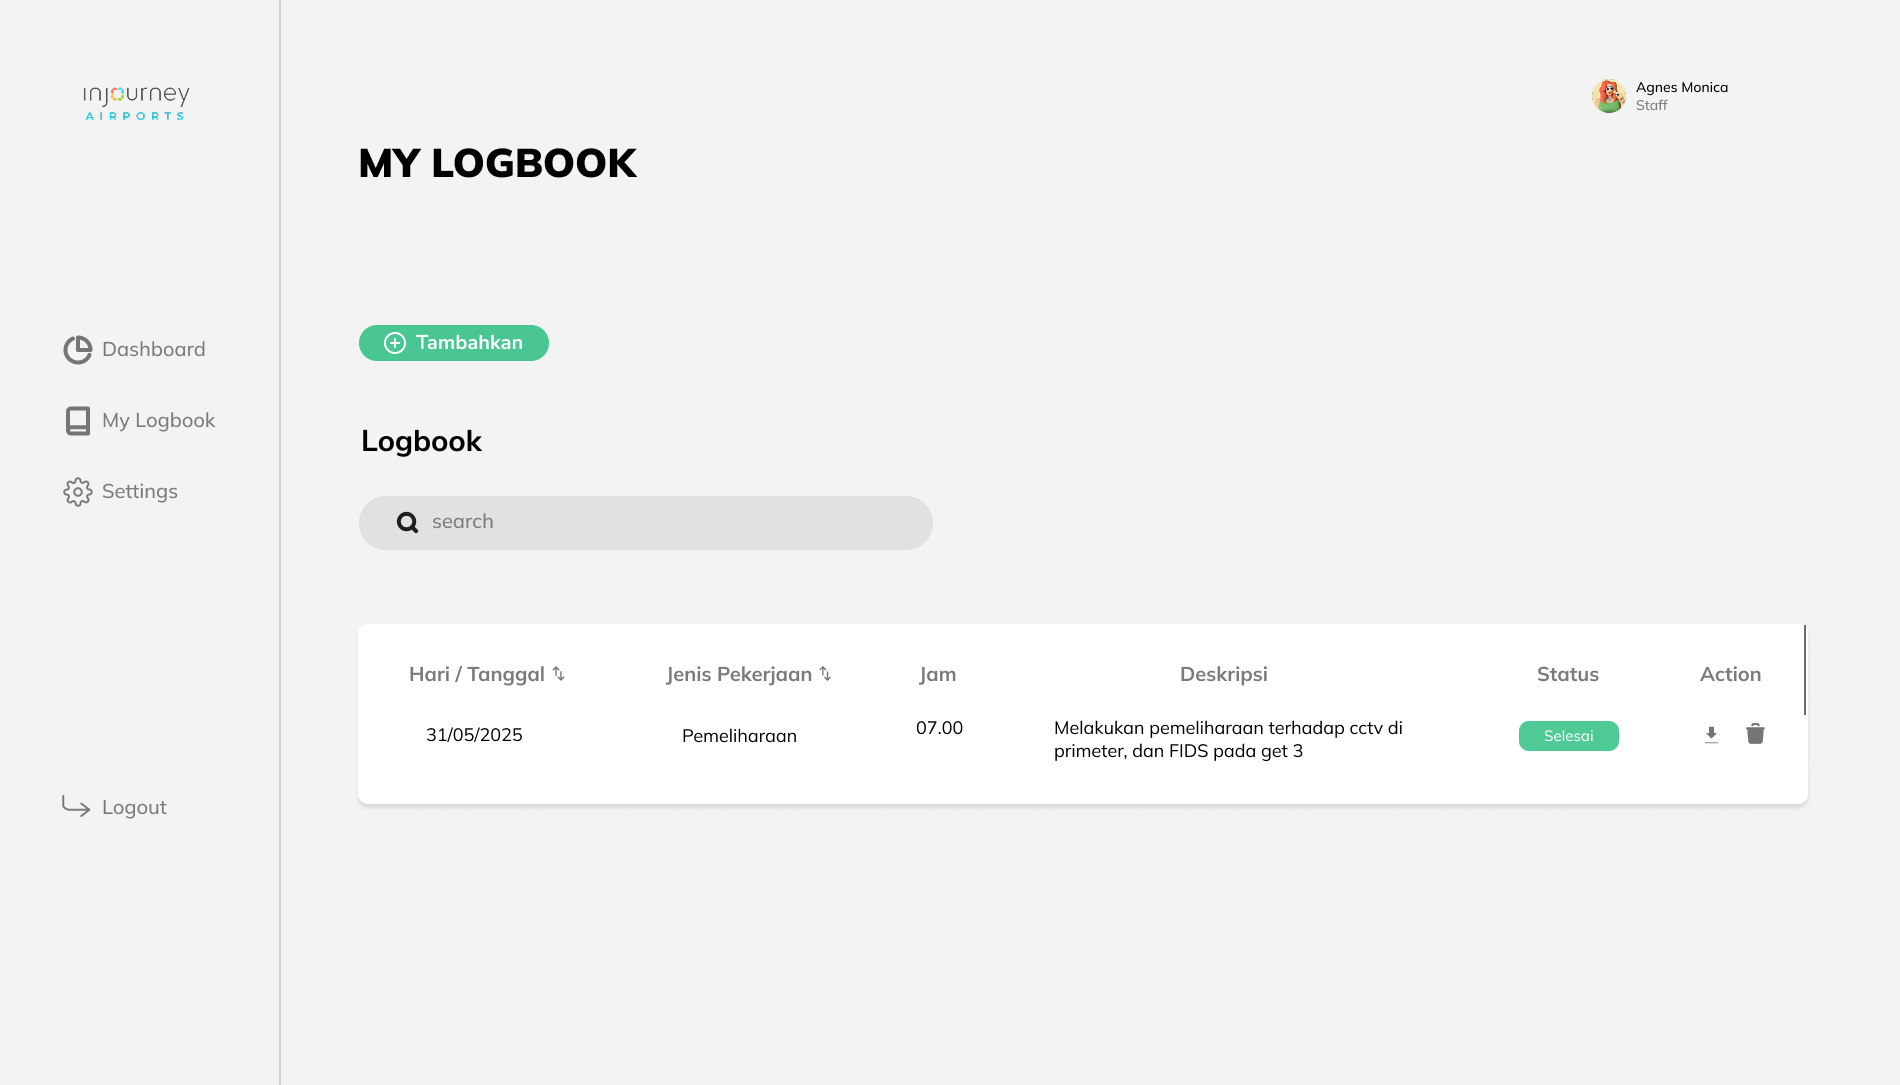 injourney
AIRPORTS
Agnes Monica
Staff
MY LOGBOOK
Dashboard
My Logbook
Settings
Logout
Tambahkan
Logbook
search
Hari / Tanggal Jenis Pekerjaan Jam Deskripsi Status Action
31/05/2025 Pemeliharaan 07.00 Melakukan pemeliharaan terhadap cctv di
primeter, dan FIDS pada get 3
Selesai